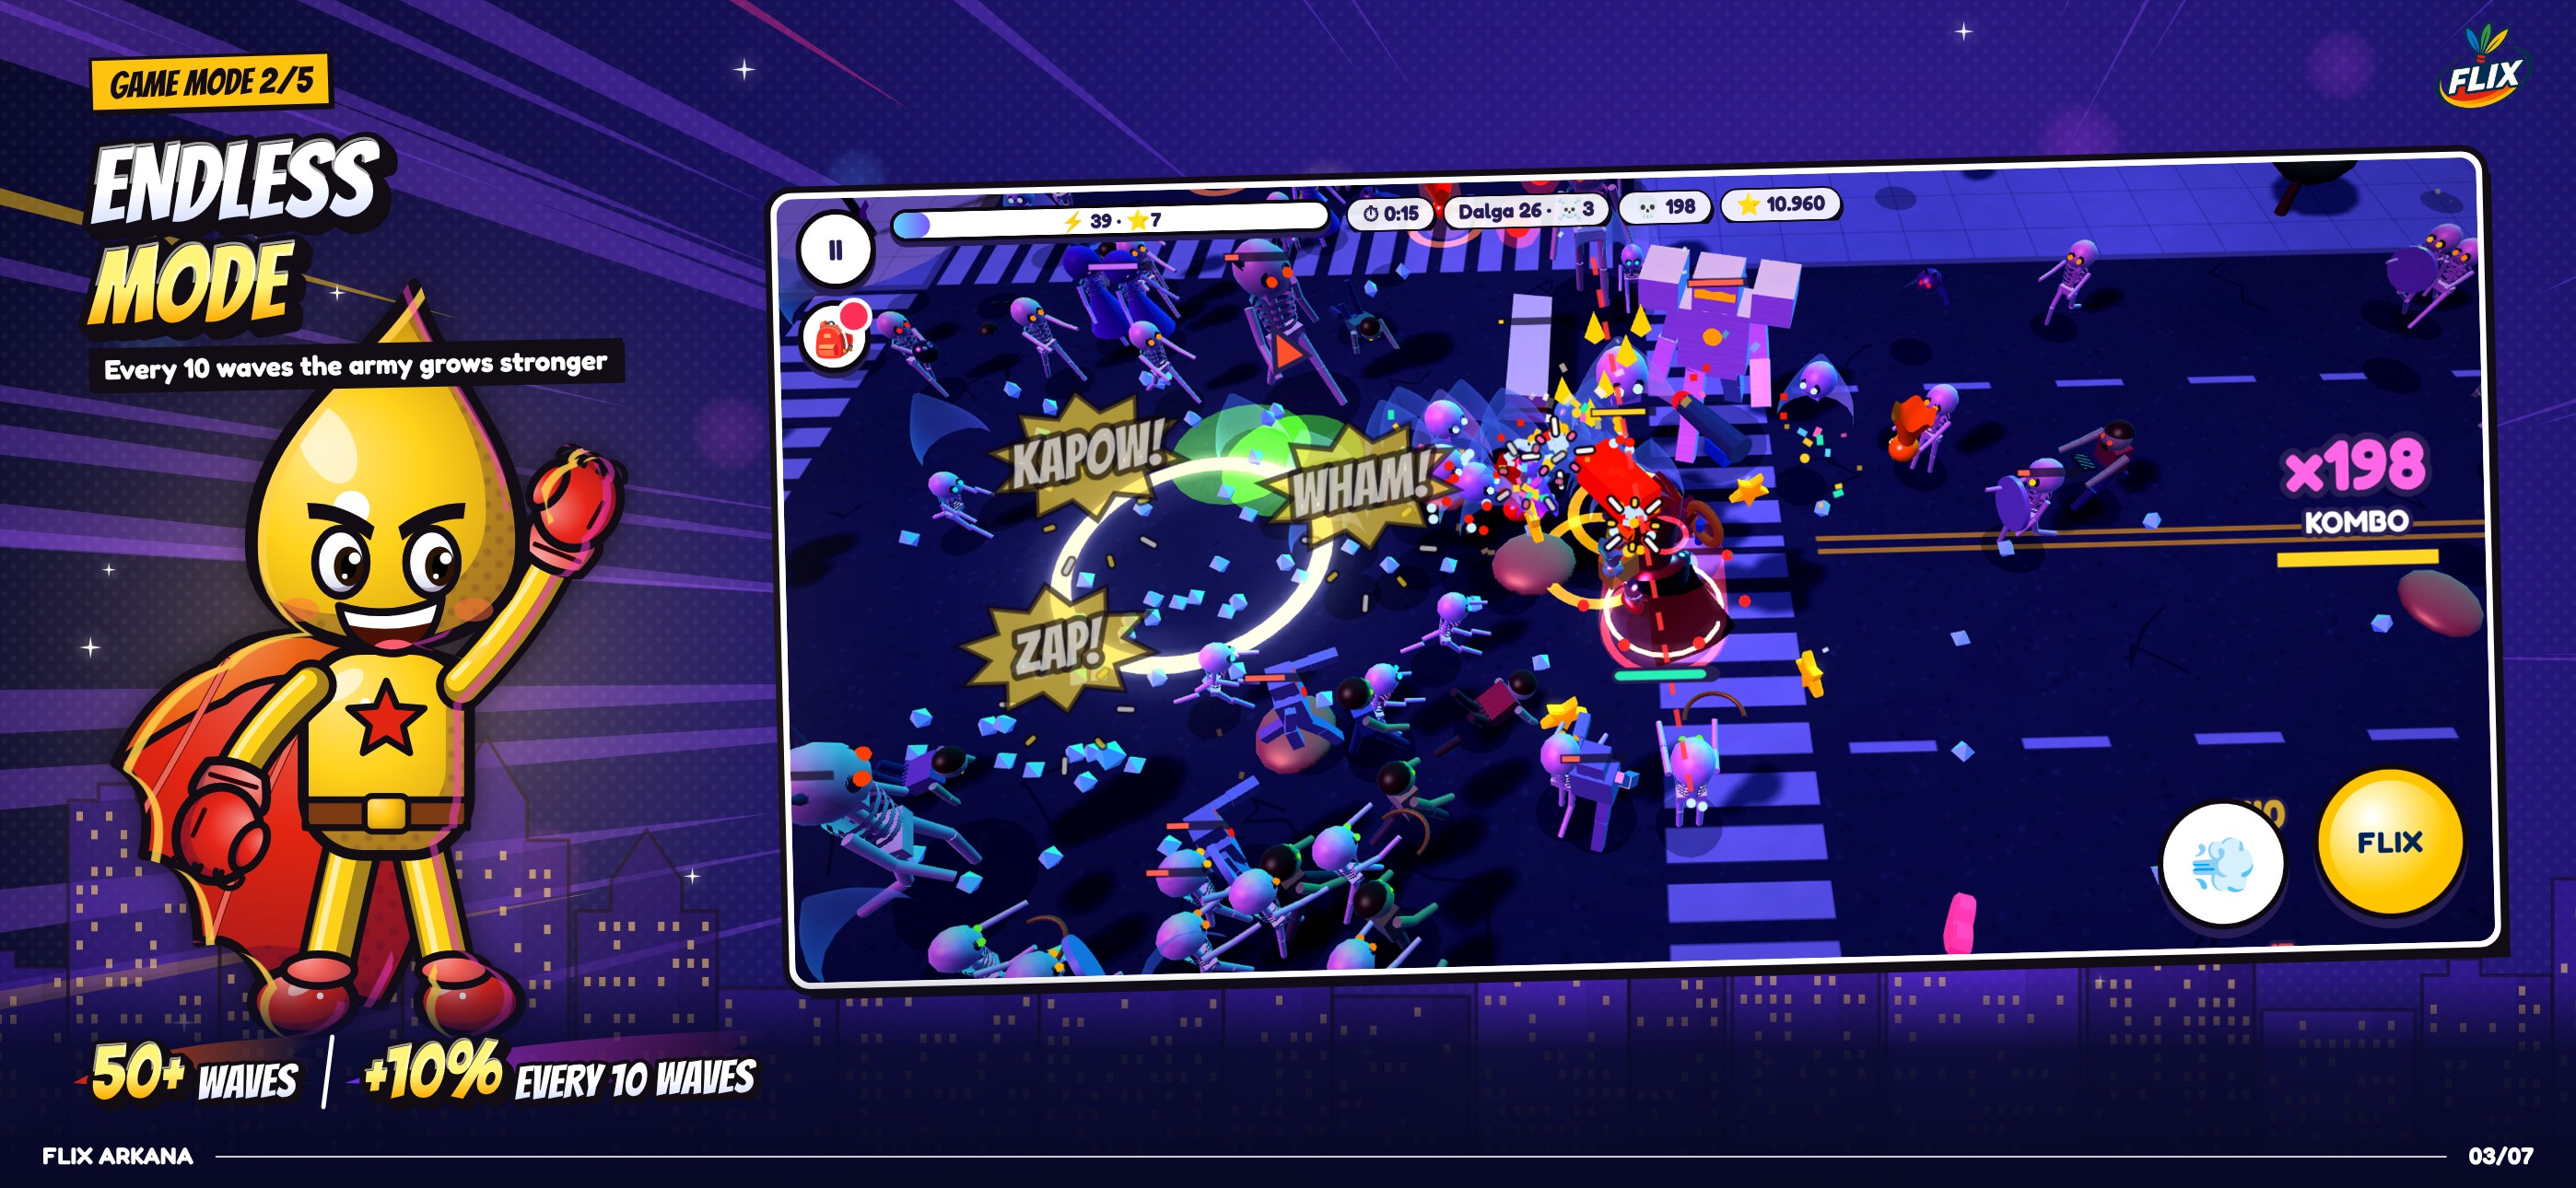 GAME MODE 2/5
FLIX
ENDLESS
MODE
Every 10 waves the army grows stronger
39 · 7
0:15
Dalga 26 · 3
198
10.960
KAPOW!
WHAM!
ZAP!
x198
KOMBO
FLIX
50+ WAVES
+10% EVERY 10 WAVES
FLIX ARKANA
03/07